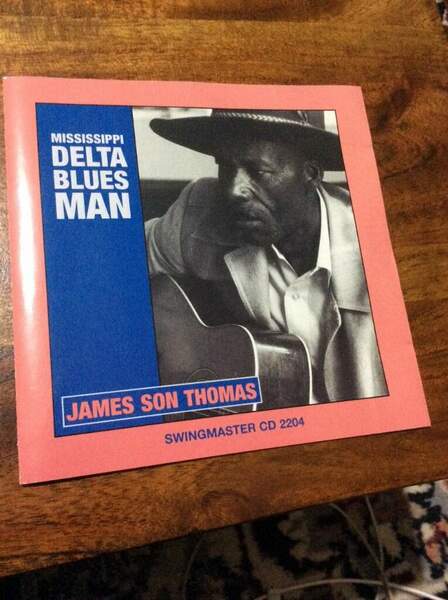 MISSISSIPPI
DELTA
BLUES
MAN
JAMES SON THOMAS
SWINGMASTER CD 2204